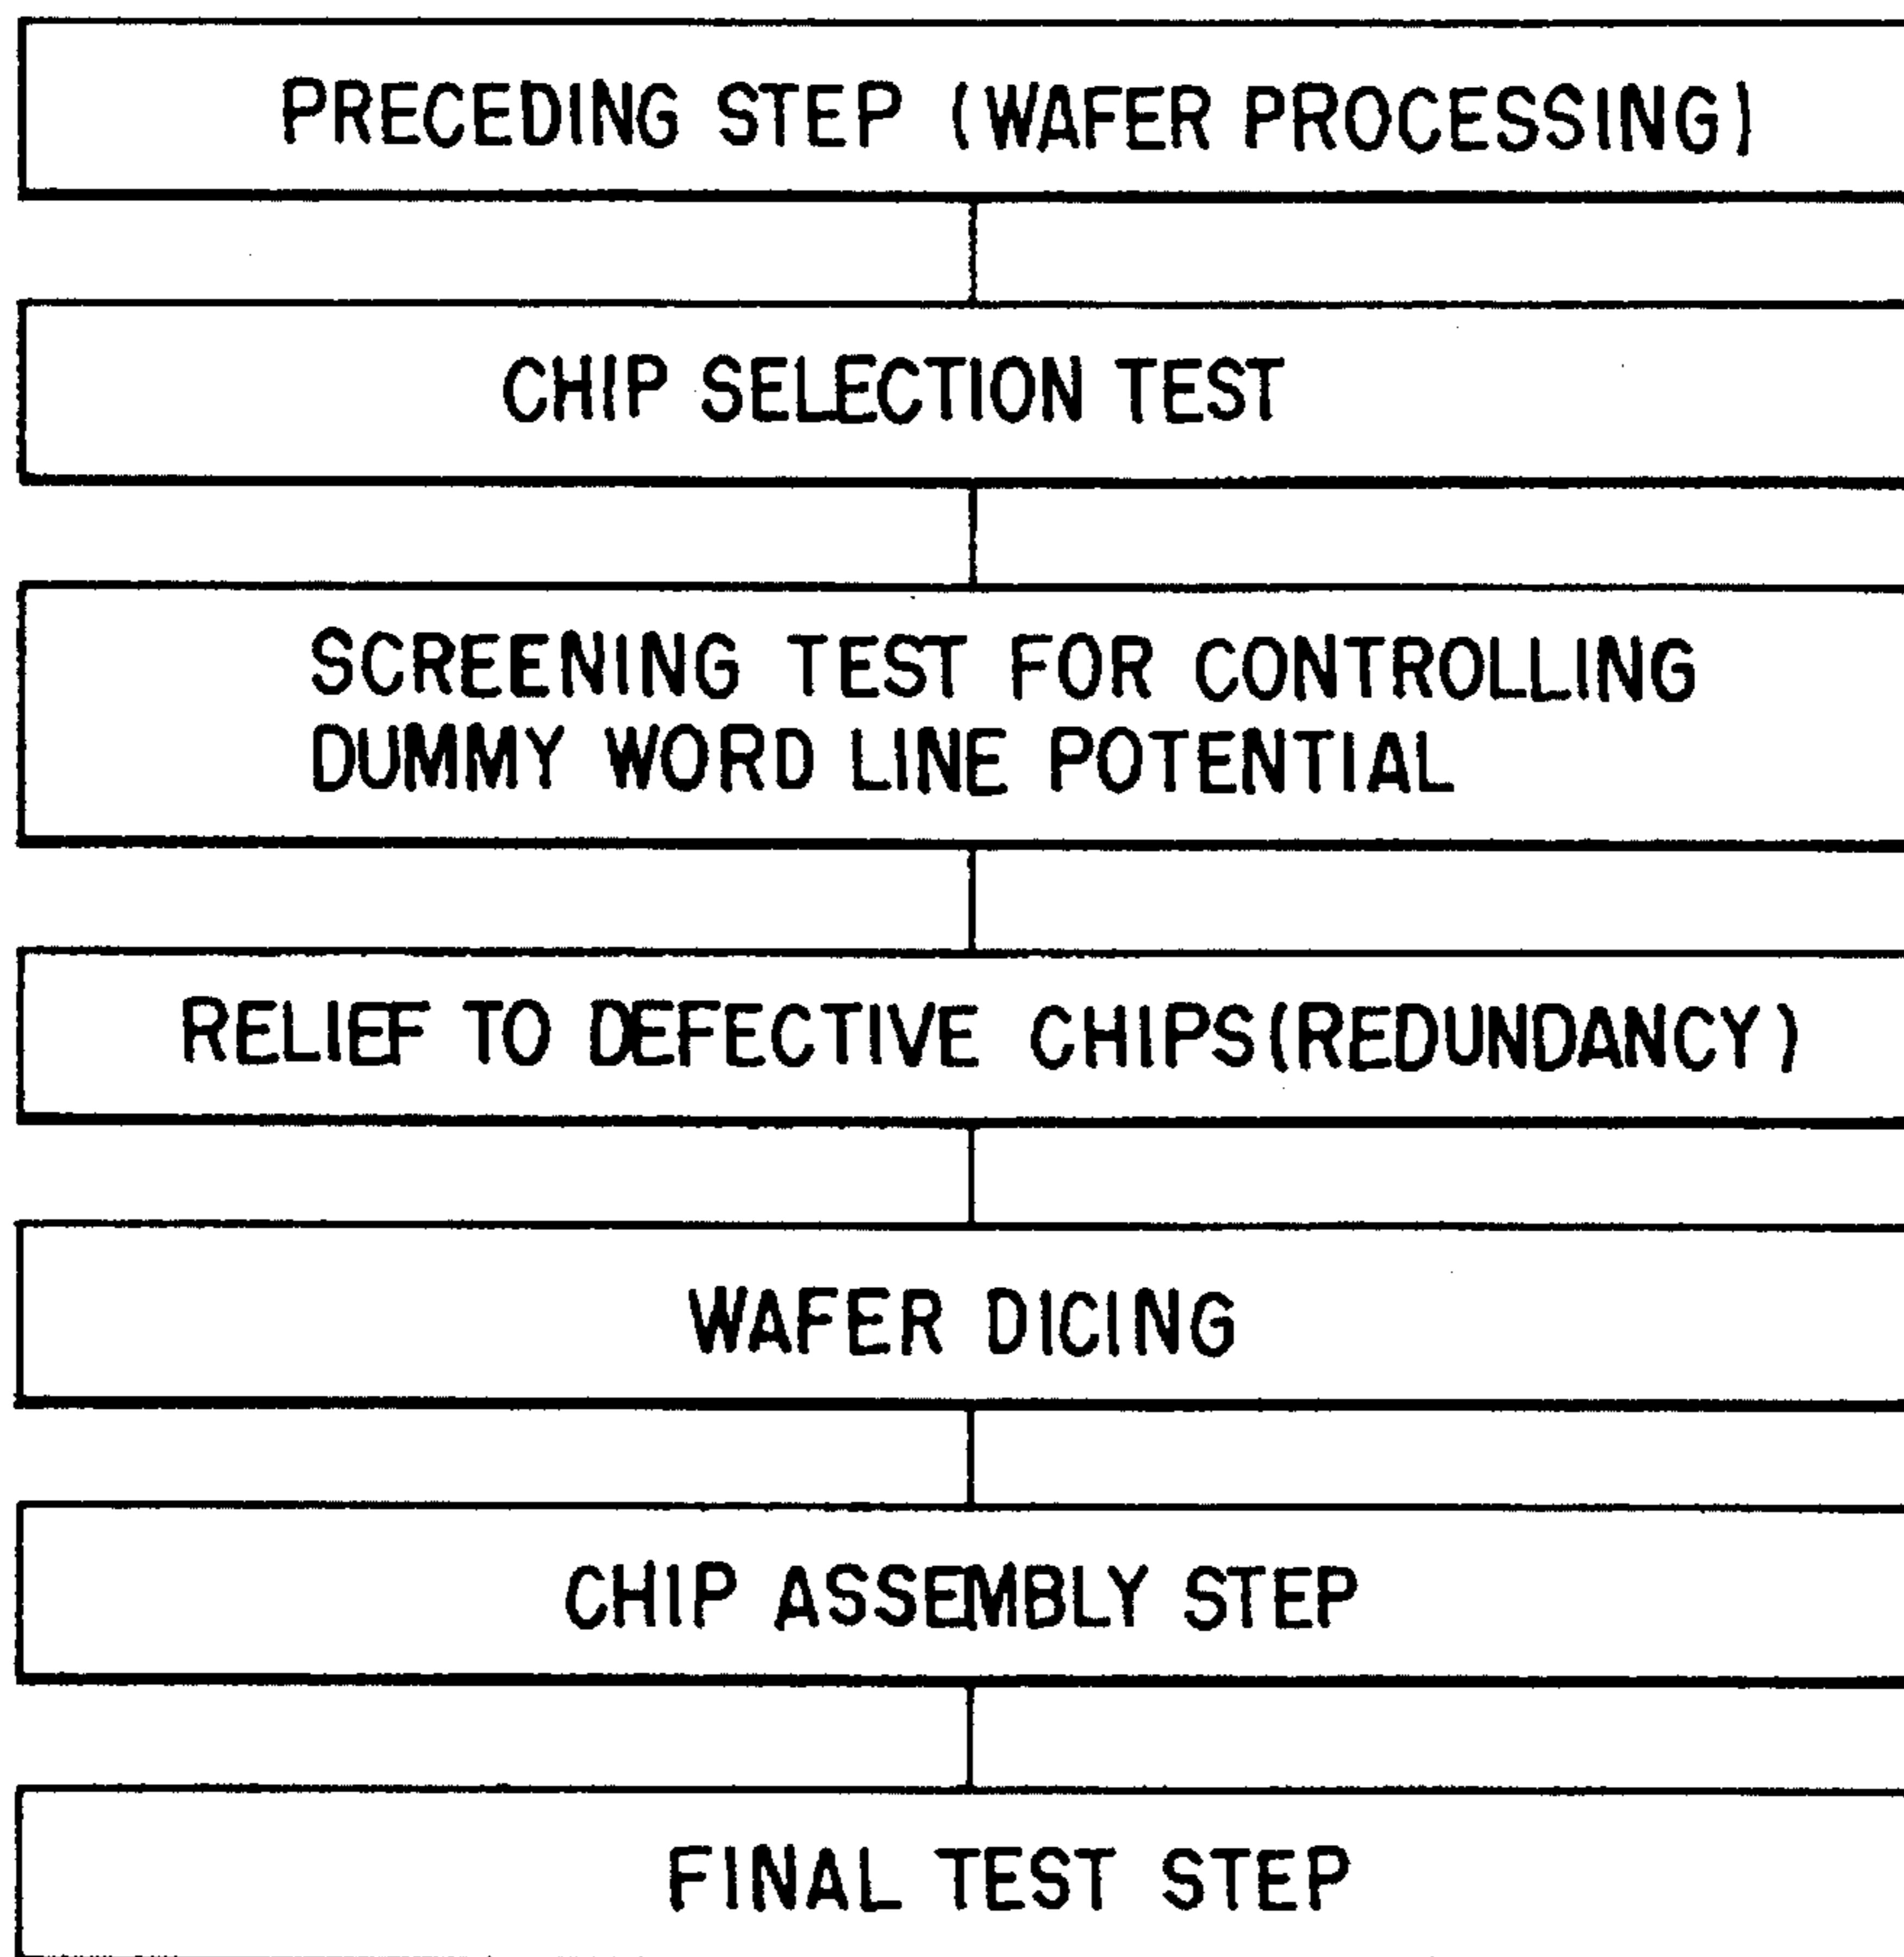 PRECEDING STEP (WAFER PROCESSING)
CHIP SELECTION TEST
SCREENING TEST FOR CONTROLLING
DUMMY WORD LINE POTENTIAL
RELIEF TO DEFECTIVE CHIPS(REDUNDANCY)
WAFER DICING
CHIP ASSEMBLY STEP
FINAL TEST STEP